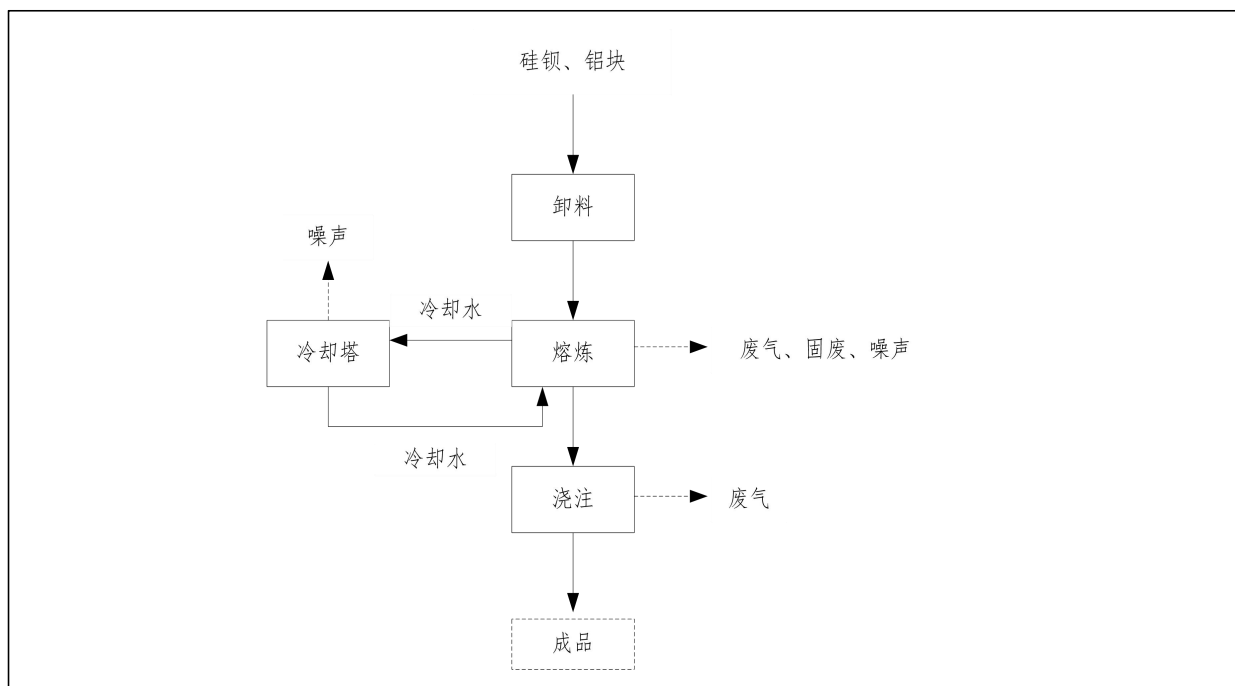 硅钡、铝块
卸料
噪声
冷却水
冷却塔
熔炼
废气、固废、噪声
冷却水
浇注
废气
成品